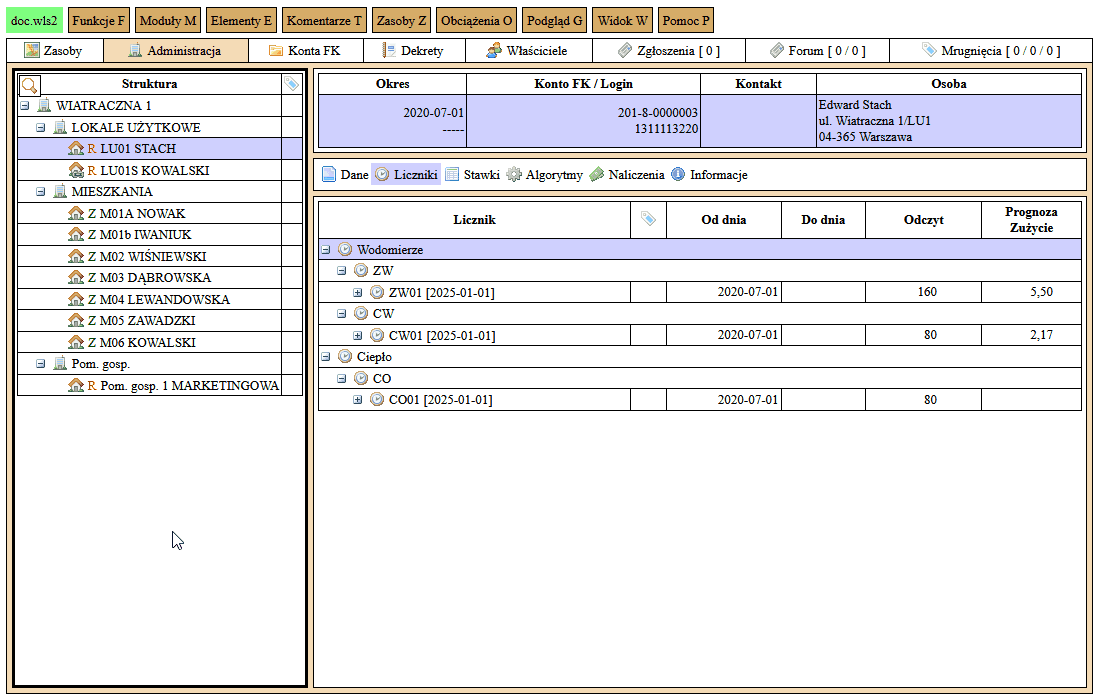 doc.wls2 Funkcje F Moduły M Elementy E Komentarze T Zasoby Z Obciążenia O Podgląd G Widok W Pomoc P
Zasoby Administracja Konta FK Dekrety Właściciele Zgłoszenia [ 0 ] Forum [ 0 / 0 ] Mrugnięcia [ 0 / 0 / 0 ]
Struktura
WIATRACZNA 1
LOKALE UŻYTKOWE
R LU01 STACH
R LU01S KOWALSKI
MIESZKANIA
Z M01A NOWAK
Z M01b IWANIUK
Z M02 WIŚNIEWSKI
Z M03 DĄBROWSKA
Z M04 LEWANDOWSKA
Z M05 ZAWADZKI
Z M06 KOWALSKI
Pom. gosp.
R Pom. gosp. 1 MARKETINGOWA
Okres Konto FK / Login Kontakt Osoba
2020-07-01 201-8-0000003 Edward Stach
----- 1311113220 ul. Wiatraczna 1/LU1
04-365 Warszawa
Dane Liczniki Stawki Algorytmy Naliczenia Informacje
Licznik Od dnia Do dnia Odczyt Prognoza
Zużycie
Wodomierze
ZW
ZW01 [2025-01-01] 2020-07-01 160 5,50
CW
CW01 [2025-01-01] 2020-07-01 80 2,17
Ciepło
CO
CO01 [2025-01-01] 2020-07-01 80